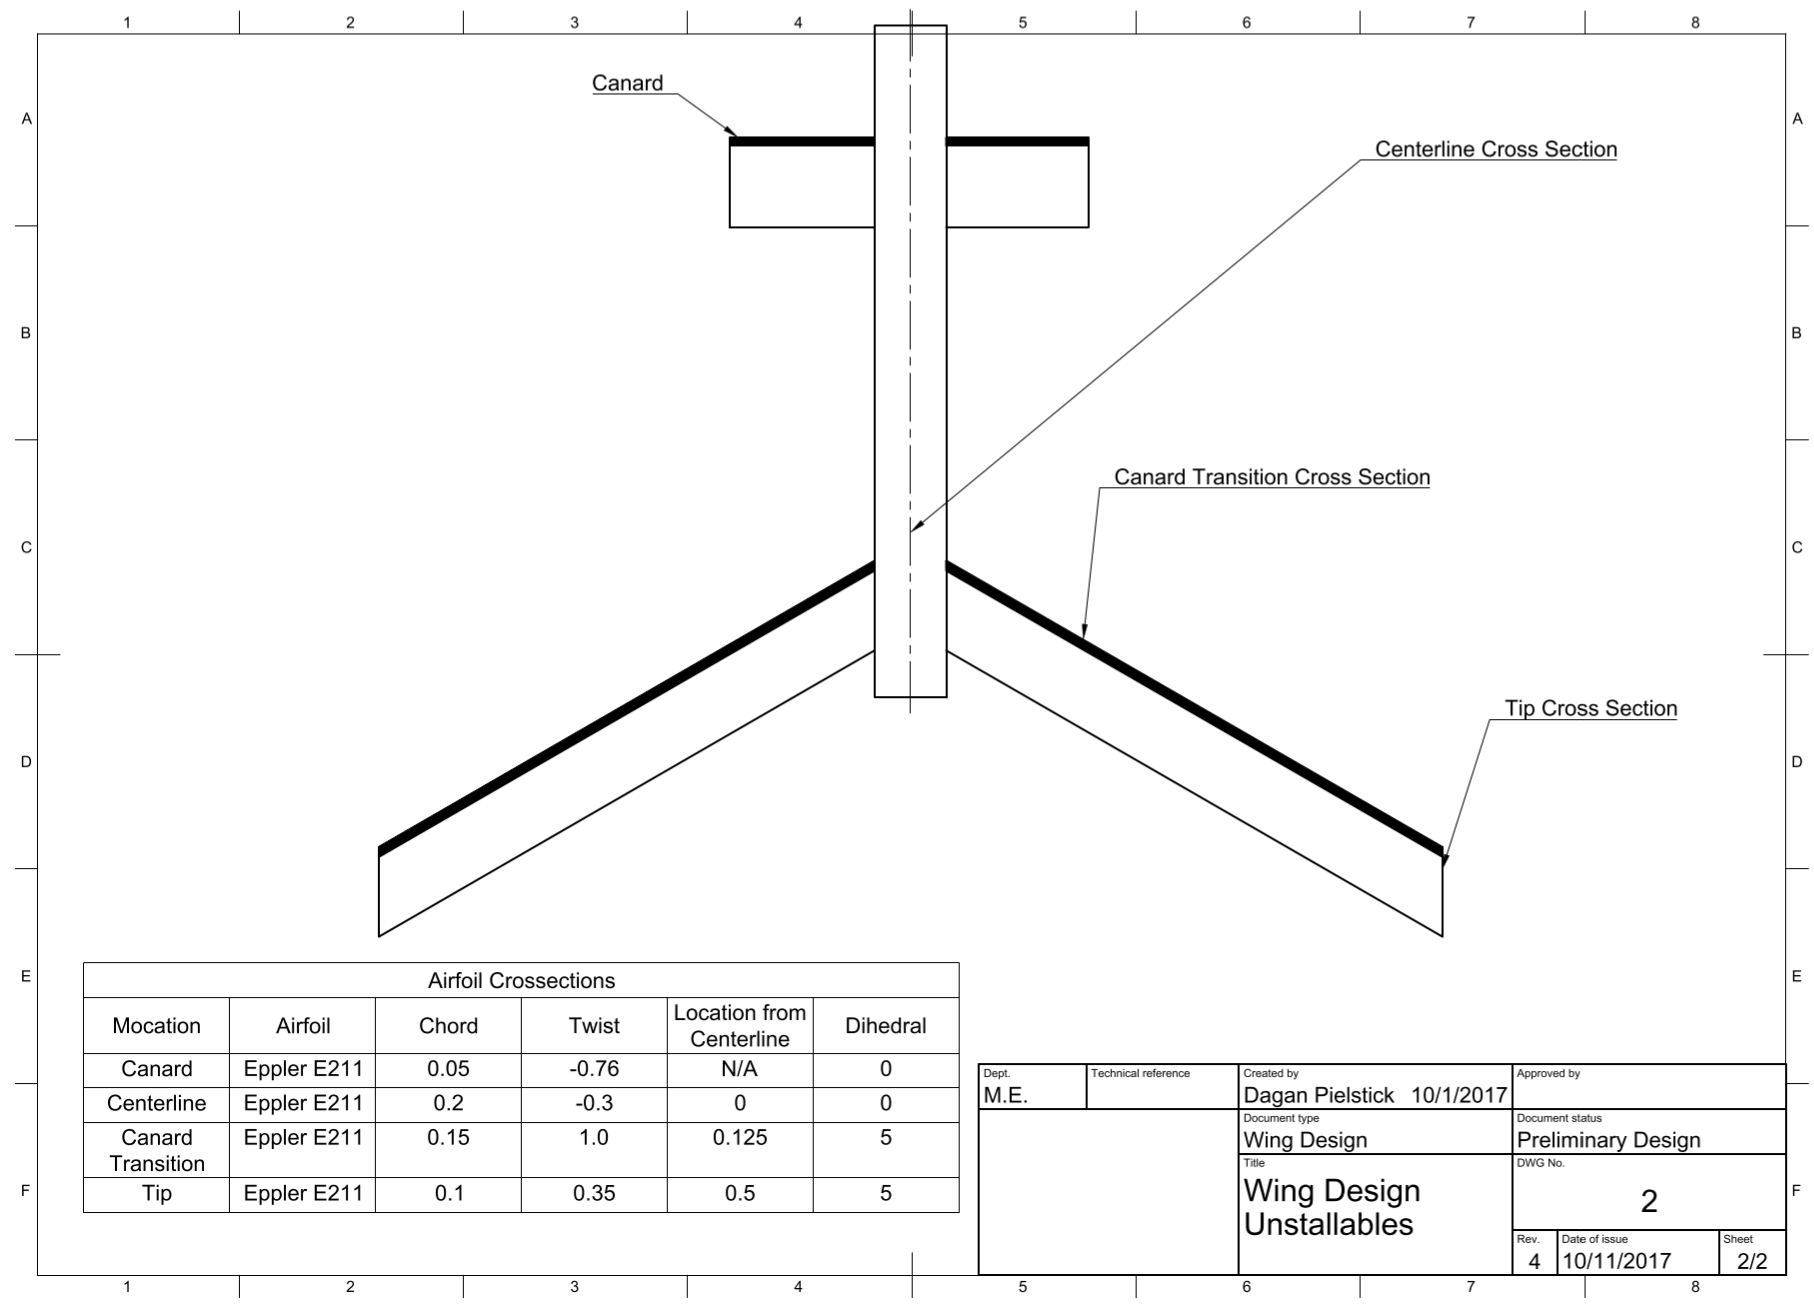 1 2 3 4 5 6 7 8
Canard
A A
Centerline Cross Section
B B
Canard Transition Cross Section
C C
Tip Cross Section
D D
E E
Airfoil Crossections
Mocation Airfoil Chord Twist Location from Centerline Dihedral
Canard Eppler E211 0.05 -0.76 N/A 0
Centerline Eppler E211 0.2 -0.3 0 0
Canard Transition Eppler E211 0.15 1.0 0.125 5
Tip Eppler E211 0.1 0.35 0.5 5
F F
Dept. Technical reference Created by Approved by
M.E. Dagan Pielstick 10/1/2017
Document type Document status
Wing Design Preliminary Design
Title DWG No.
Wing Design
Unstallables
2
Rev. Date of issue Sheet
4 10/11/2017 2/2
1 2 3 4 5 6 7 8